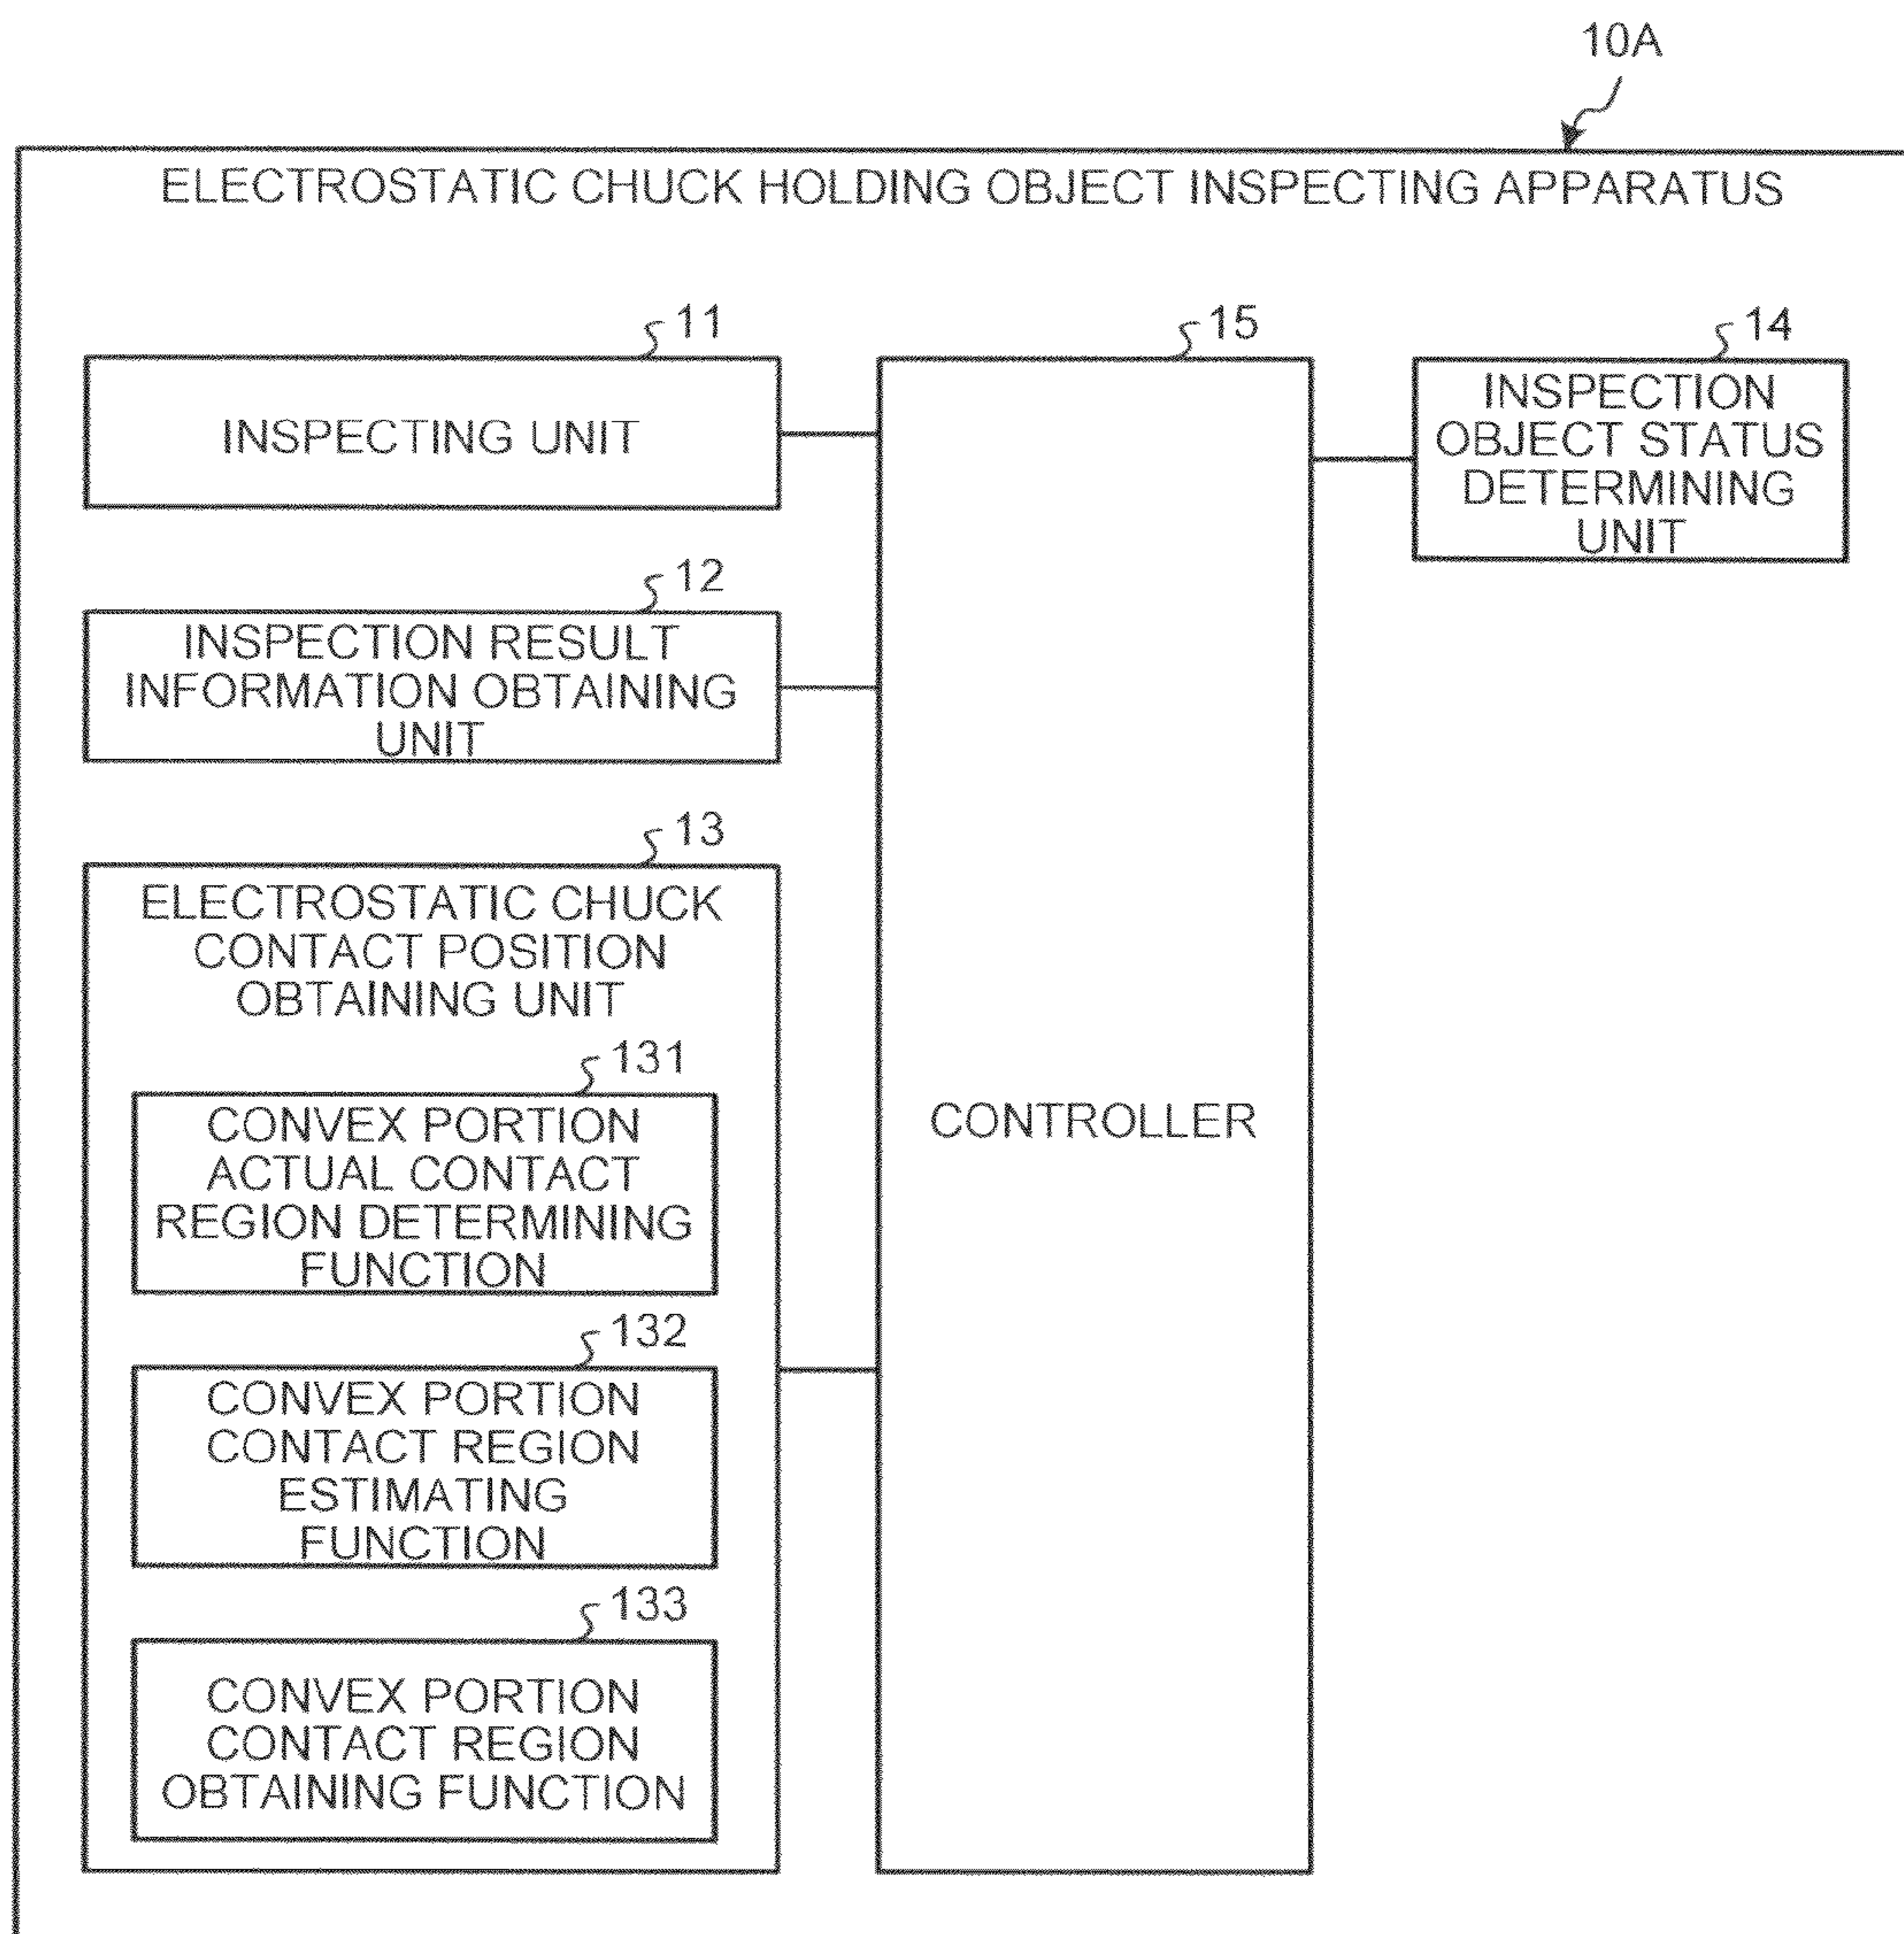 10A
ELECTROSTATIC CHUCK HOLDING OBJECT INSPECTING APPARATUS
11
INSPECTING UNIT
12
INSPECTION RESULT
INFORMATION OBTAINING
UNIT
13
ELECTROSTATIC CHUCK
CONTACT POSITION
OBTAINING UNIT
131
CONVEX PORTION
ACTUAL CONTACT
REGION DETERMINING
FUNCTION
132
CONVEX PORTION
CONTACT REGION
ESTIMATING
FUNCTION
133
CONVEX PORTION
CONTACT REGION
OBTAINING FUNCTION
15
CONTROLLER
14
INSPECTION
OBJECT STATUS
DETERMINING
UNIT